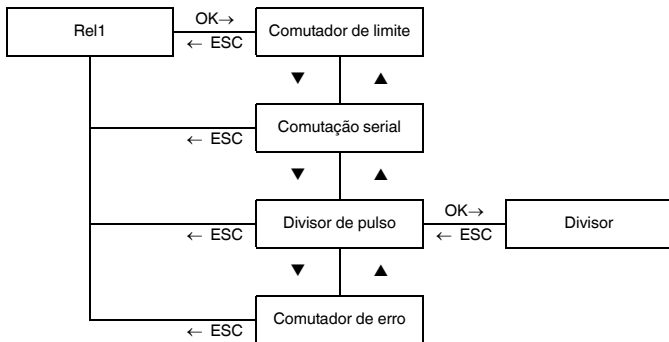 Rel1
OK→
← ESC
Comutador de limite
▼ ▲
← ESC
Comutação serial
▼ ▲
← ESC
Divisor de pulso
OK→
← ESC
Divisor
▼ ▲
← ESC
Comutador de erro